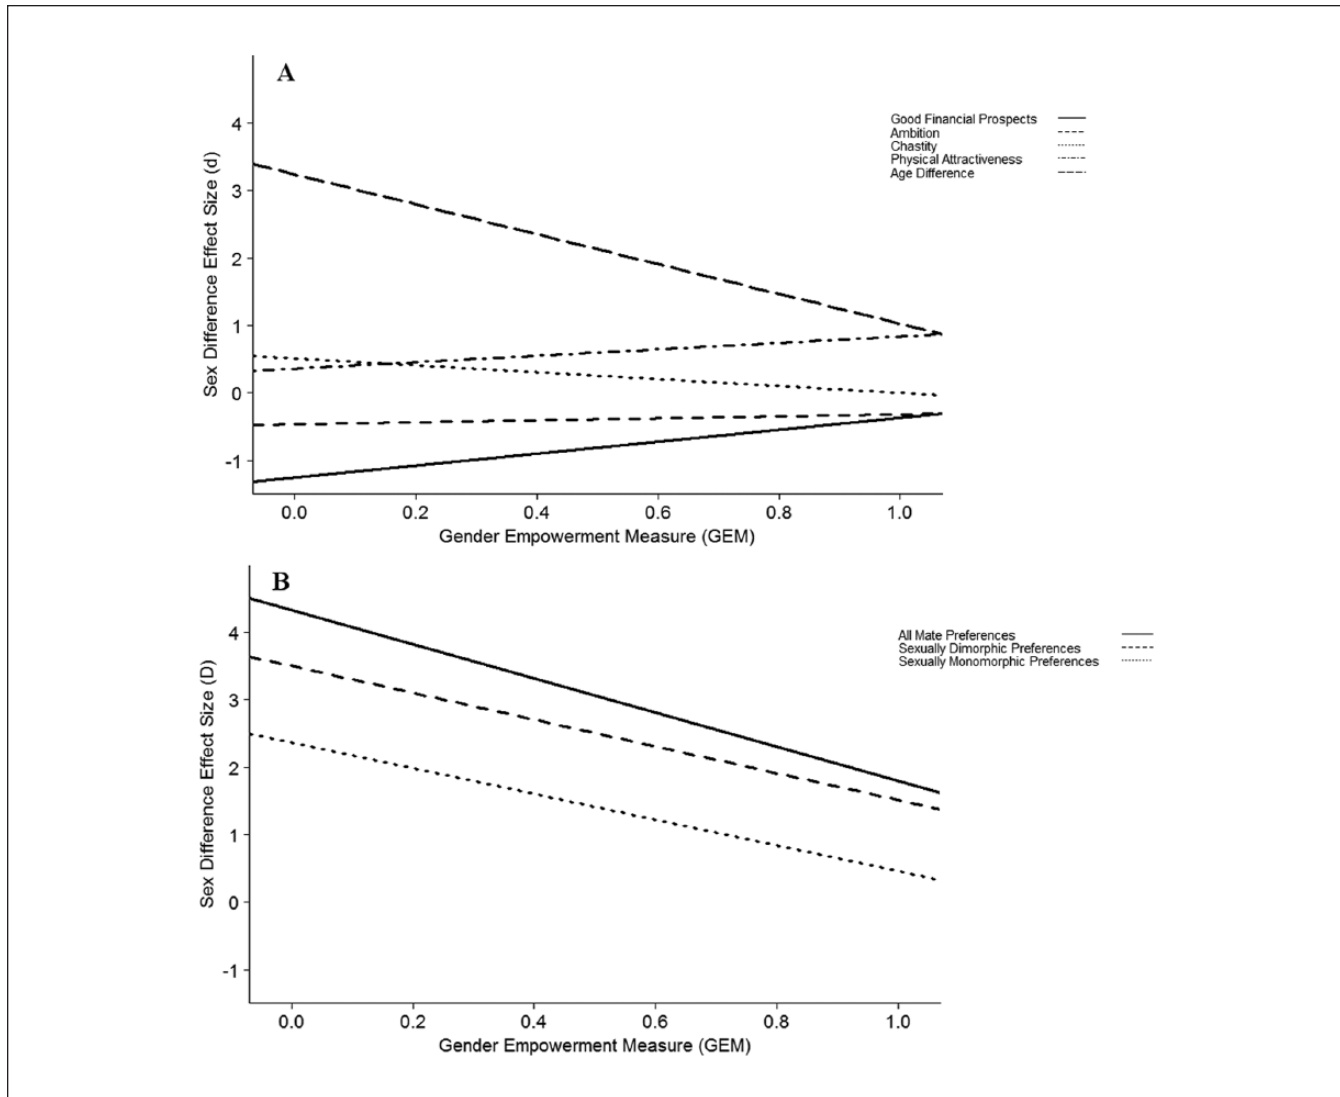 A
Good Financial Prospects
Ambition
Chastity
Physical Attractiveness
Age Difference
Sex Difference Effect Size (d)
4
3
2
1
0
-1
0.0 0.2 0.4 0.6 0.8 1.0
Gender Empowerment Measure (GEM)
B
All Mate Preferences
Sexually Dimorphic Preferences
Sexually Monomorphic Preferences
Sex Difference Effect Size (D)
4
3
2
1
0
-1
0.0 0.2 0.4 0.6 0.8 1.0
Gender Empowerment Measure (GEM)